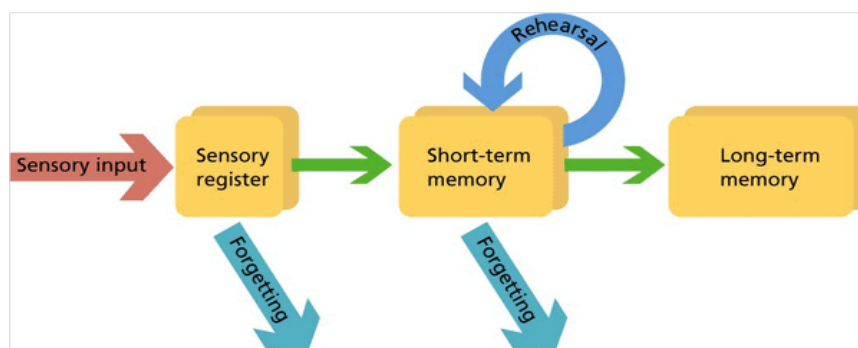 Rehearsal
Sensory input
Sensory
register
Short-term
memory
Long-term
memory
Forgetting
Forgetting